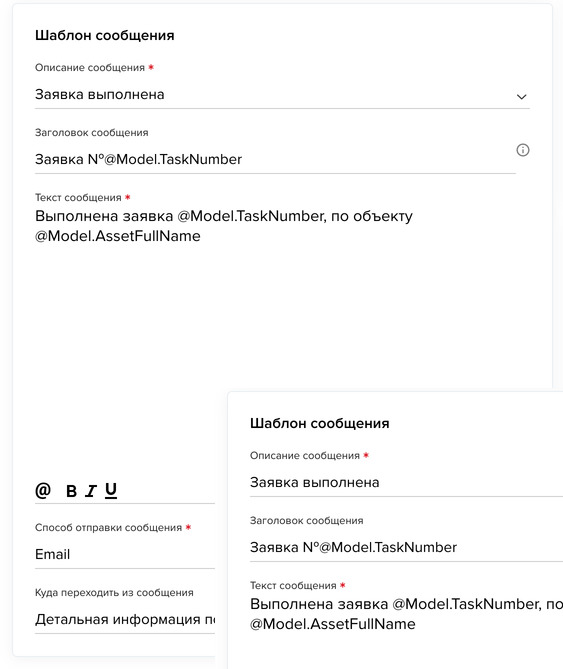 Шаблон сообщения
Описание сообщения *
Заявка выполнена
Заголовок сообщения
Заявка №@Model.TaskNumber
Текст сообщения *
Выполнена заявка @Model.TaskNumber, по объекту
@Model.AssetFullName
@ B I U
Способ отправки сообщения *
Email
Куда переходить из сообщения
Детальная информация
Шаблон сообщения
Описание сообщения *
Заявка выполнена
Заголовок сообщения
Заявка №@Model.TaskNumber
Текст сообщения *
Выполнена заявка @Model.TaskNumber, по
@Model.AssetFullName